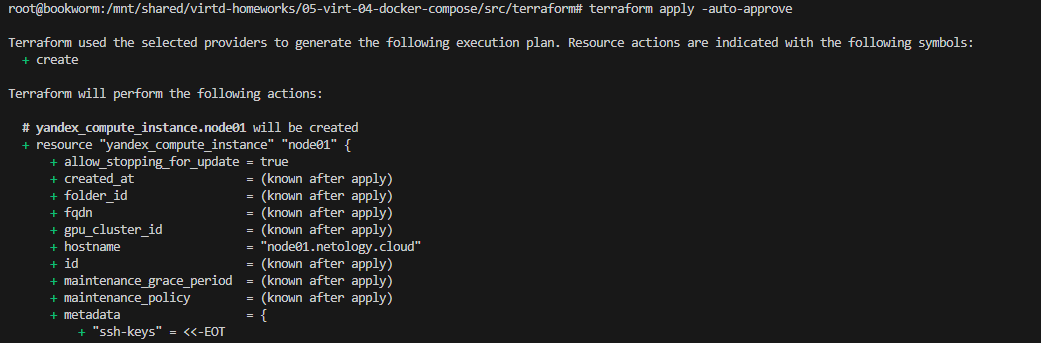 root@bookworm:/mnt/shared/virtd-homeworks/05-virt-04-docker-compose/src/terraform# terraform apply -auto-approve
Terraform used the selected providers to generate the following execution plan. Resource actions are indicated with the following symbols:
  + create
Terraform will perform the following actions:
  # yandex_compute_instance.node01 will be created
  + resource "yandex_compute_instance" "node01" {
      + allow_stopping_for_update = true
      + created_at                = (known after apply)
      + folder_id                 = (known after apply)
      + fqdn                      = (known after apply)
      + gpu_cluster_id            = (known after apply)
      + hostname                  = "node01.netology.cloud"
      + id                        = (known after apply)
      + maintenance_grace_period  = (known after apply)
      + maintenance_policy        = (known after apply)
      + metadata                  = {
          + "ssh-keys" = <<-EOT